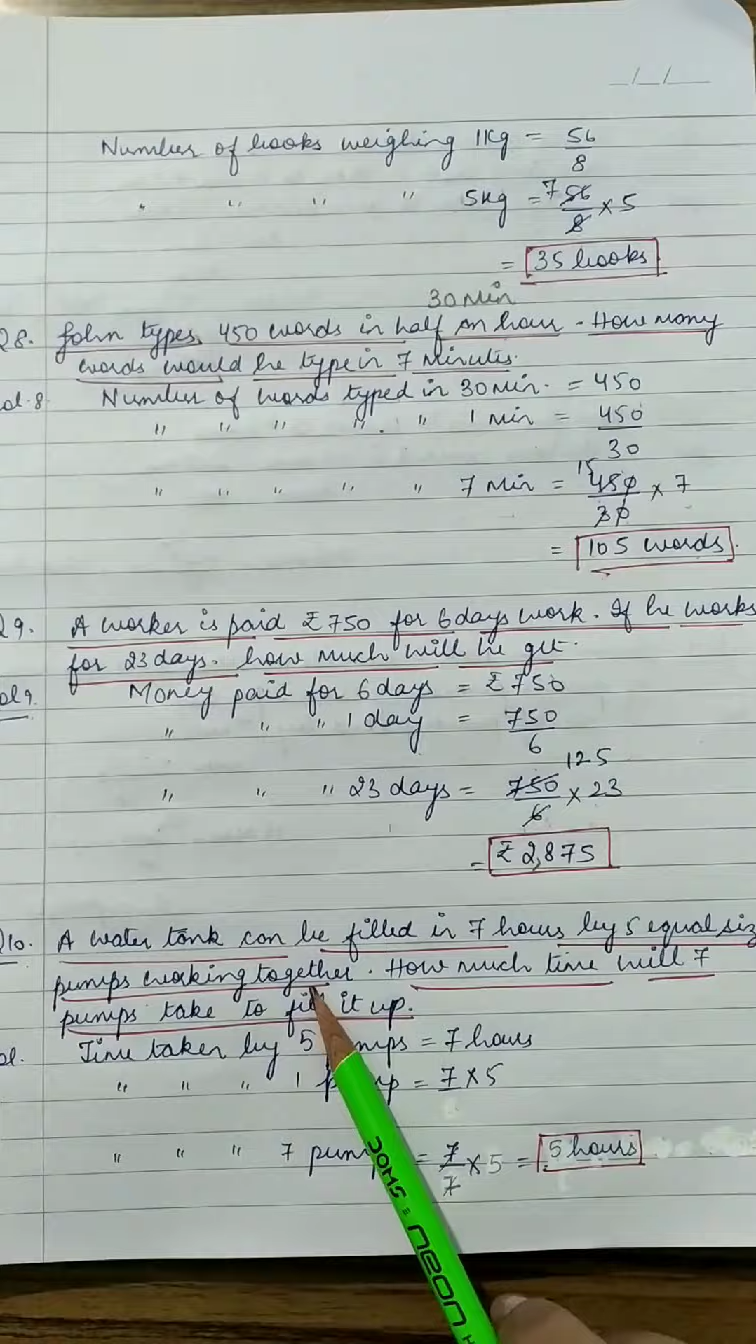 __/__/____
Number of books weighing 1Kg = 56/8
" " " " 5Kg = 7 56/8 × 5
= 35 books
30 Min
Q8. John types, 450 words in half an hour. How many
words would he type in 7 Minutes.
Sol.8 Number of words typed in 30 Min. = 450
" " " " " 1 Min = 450/30
" " " " " 7 Min = 15 450/30 × 7
= 105 words.
Q9. A worker is paid ₹750 for 6 days work. If he works
for 23 days. how much will he get.
Sol 9. Money paid for 6 days = ₹750
" " " 1 day = 750/6
" " " 23 days = 750/6 125 × 23
= ₹2,875
Q10. A water tank can be filled in 7 hours by 5 equal siz
pumps working together. How much time will 7
pumps take to fill it up.
Sol. Time taken by 5 pumps = 7 hours
" " " 1 pump = 7 × 5
" " " 7 pum = 7/7 × 5 = 5 hours
DOMS = neon